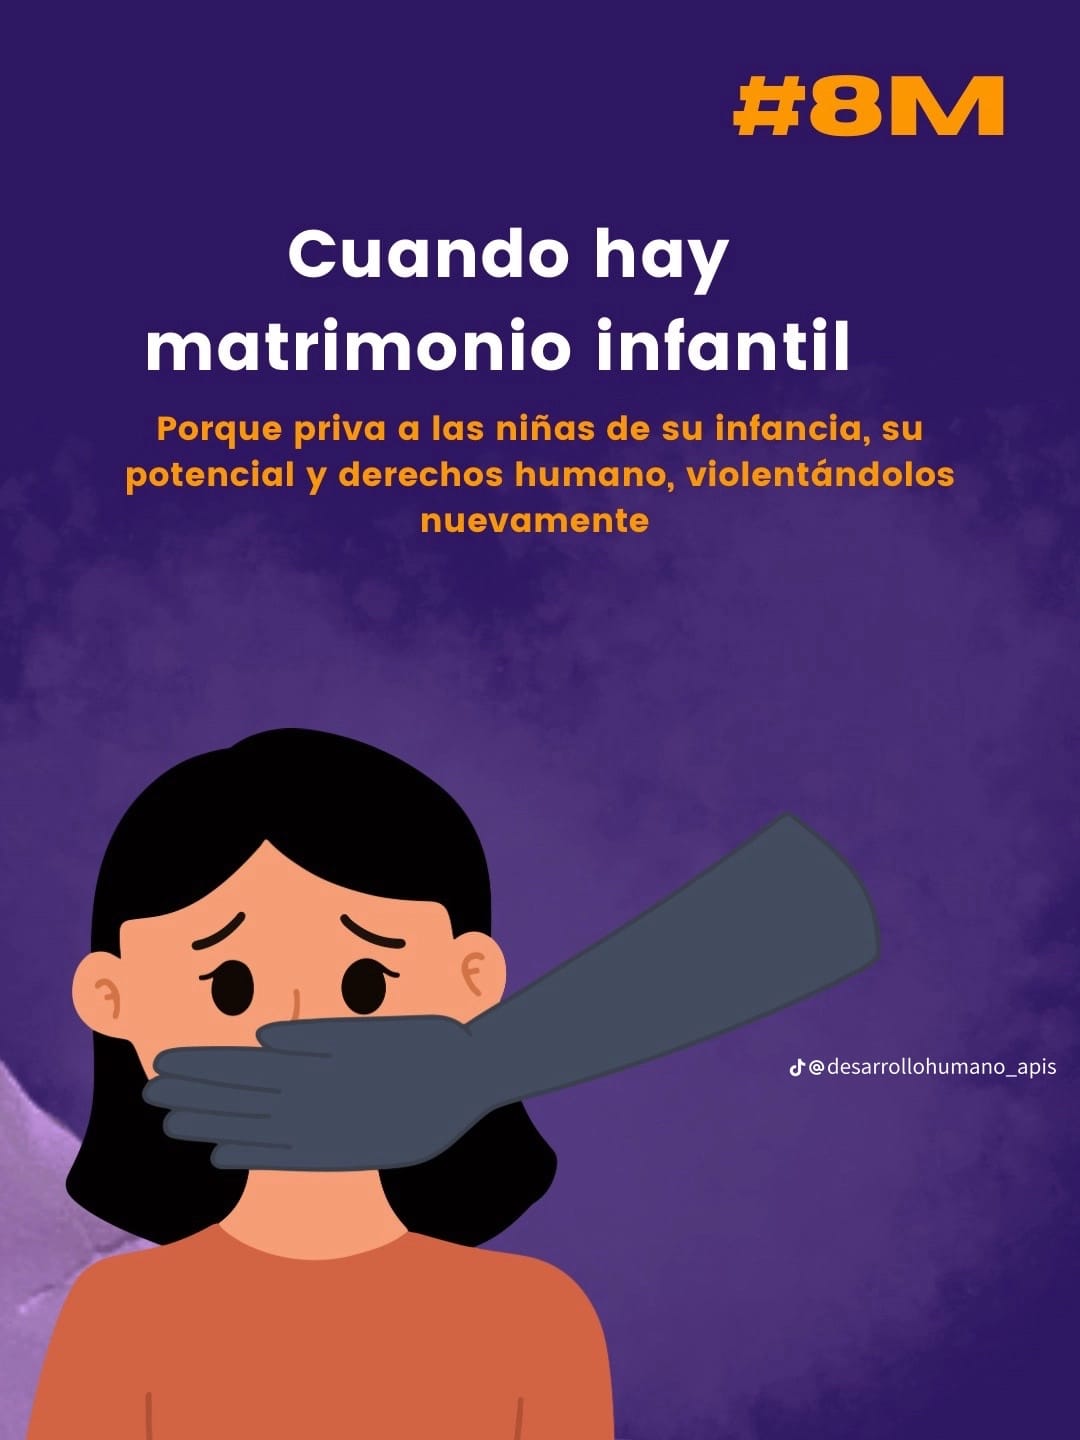 #8M
Cuando hay
matrimonio infantil
Porque priva a las niñas de su infancia, su
potencial y derechos humano, violentándolos
nuevamente
@desarrollohumano_apis